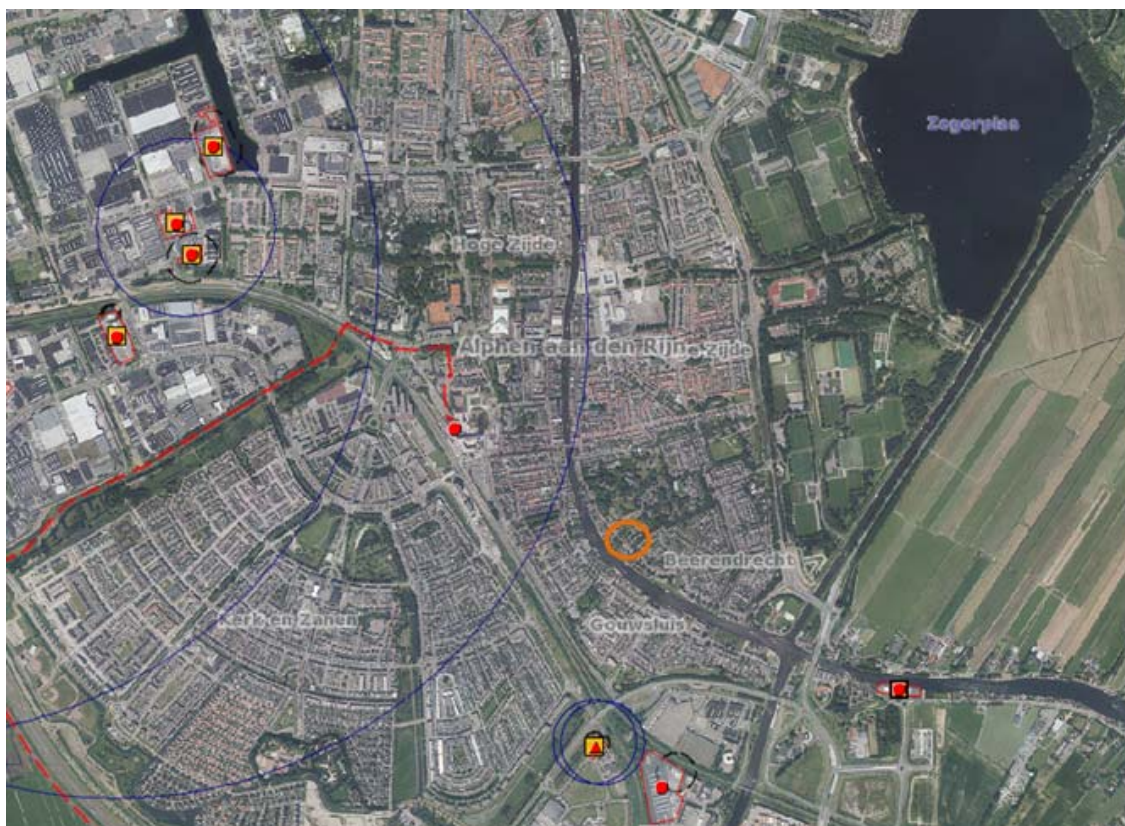 Zegerplas
Hoge Zijde
Alphen aan den Rijn
e Zijde
Beerendrecht
Gouwsluis
Kerk en Zanen